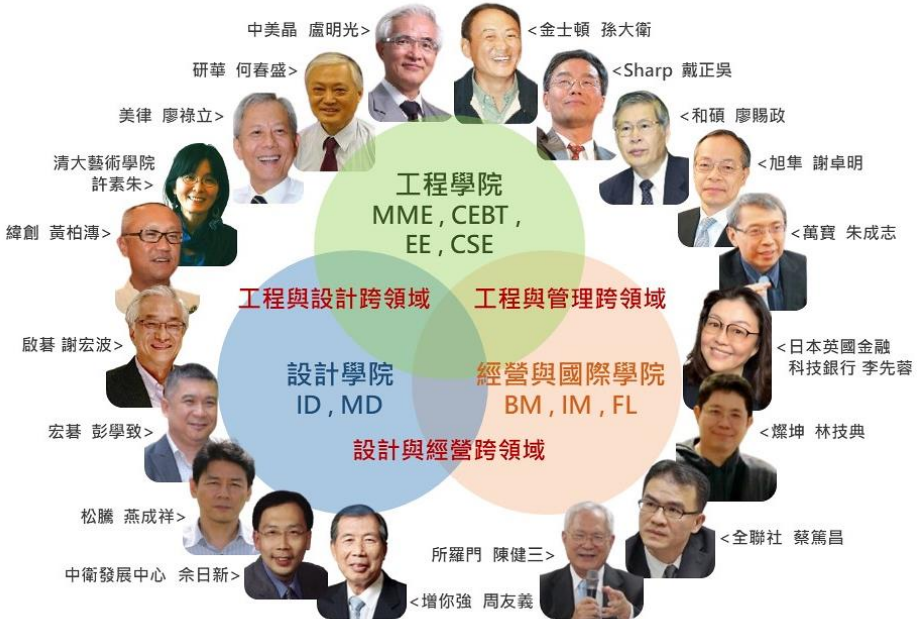 中美晶 盧明光>
<金士頓 孫大衛
研華 何春盛>
<Sharp 戴正吳
美律 廖祿立>
<和碩 廖賜政
清大藝術學院
許素朱>
<旭隼 謝卓明
緯創 黃柏漙>
<萬寶 朱成志
工程學院
MME , CEBT ,
EE , CSE
工程與設計跨領域
工程與管理跨領域
啟碁 謝宏波>
<日本英國金融
科技銀行 李先蓉
設計學院
ID , MD
經營與國際學院
BM , IM , FL
宏碁 彭學致>
<燦坤 林技典
設計與經營跨領域
松騰 燕成祥>
<全聯社 蔡篤昌
所羅門 陳健三>
中衛發展中心 佘日新>
<增你強 周友義